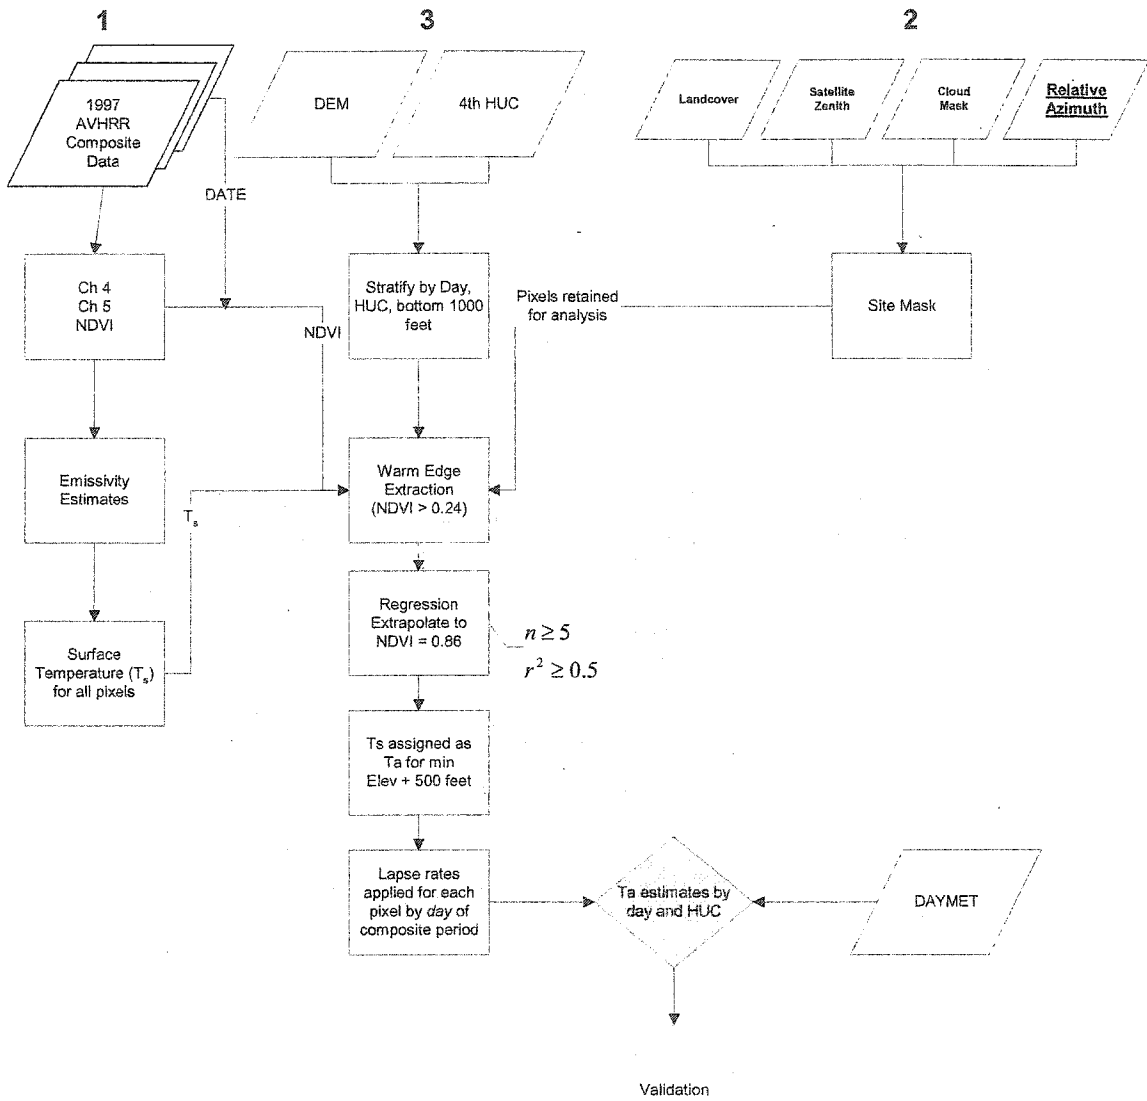 1
3
2
1997
AVHRR
Composite
Data
DEM
4th HUC
Landcover
Satellite
Zenith
Cloud
Mask
Relative
Azimuth
DATE
Ch 4
Ch 5
NDVI
NDVI
Stratify by Day,
HUC, bottom 1000
feet
Pixels retained
for analysis
Site Mask
Emissivity
Estimates
Tₛ
Warm Edge
Extraction
(NDVI > 0.24)
Surface
Temperature (Tₛ)
for all pixels
Regression
Extrapolate to
NDVI = 0.86
n ≥ 5
r² ≥ 0.5
Ts assigned as
Ta for min
Elev + 500 feet
Lapse rates
applied for each
pixel by day of
composite period
Ta estimates by
day and HUC
DAYMET
Validation